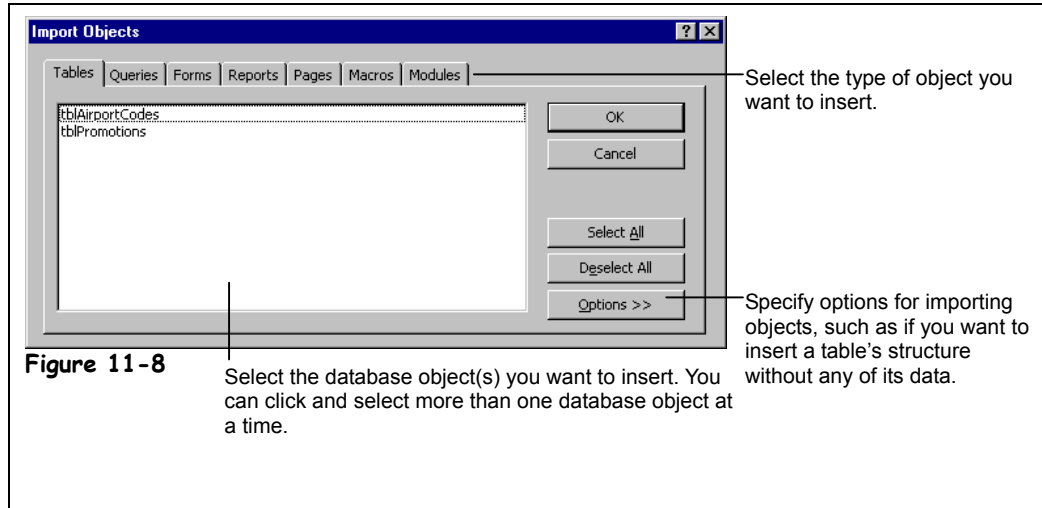 Import Objects
Tables Queries Forms Reports Pages Macros Modules
Select the type of object you
want to insert.
tblAirportCodes
tblPromotions
OK
Cancel
Select All
Deselect All
Options >>
Specify options for importing
objects, such as if you want to
insert a table’s structure
without any of its data.
Figure 11-8
Select the database object(s) you want to insert. You
can click and select more than one database object at
a time.